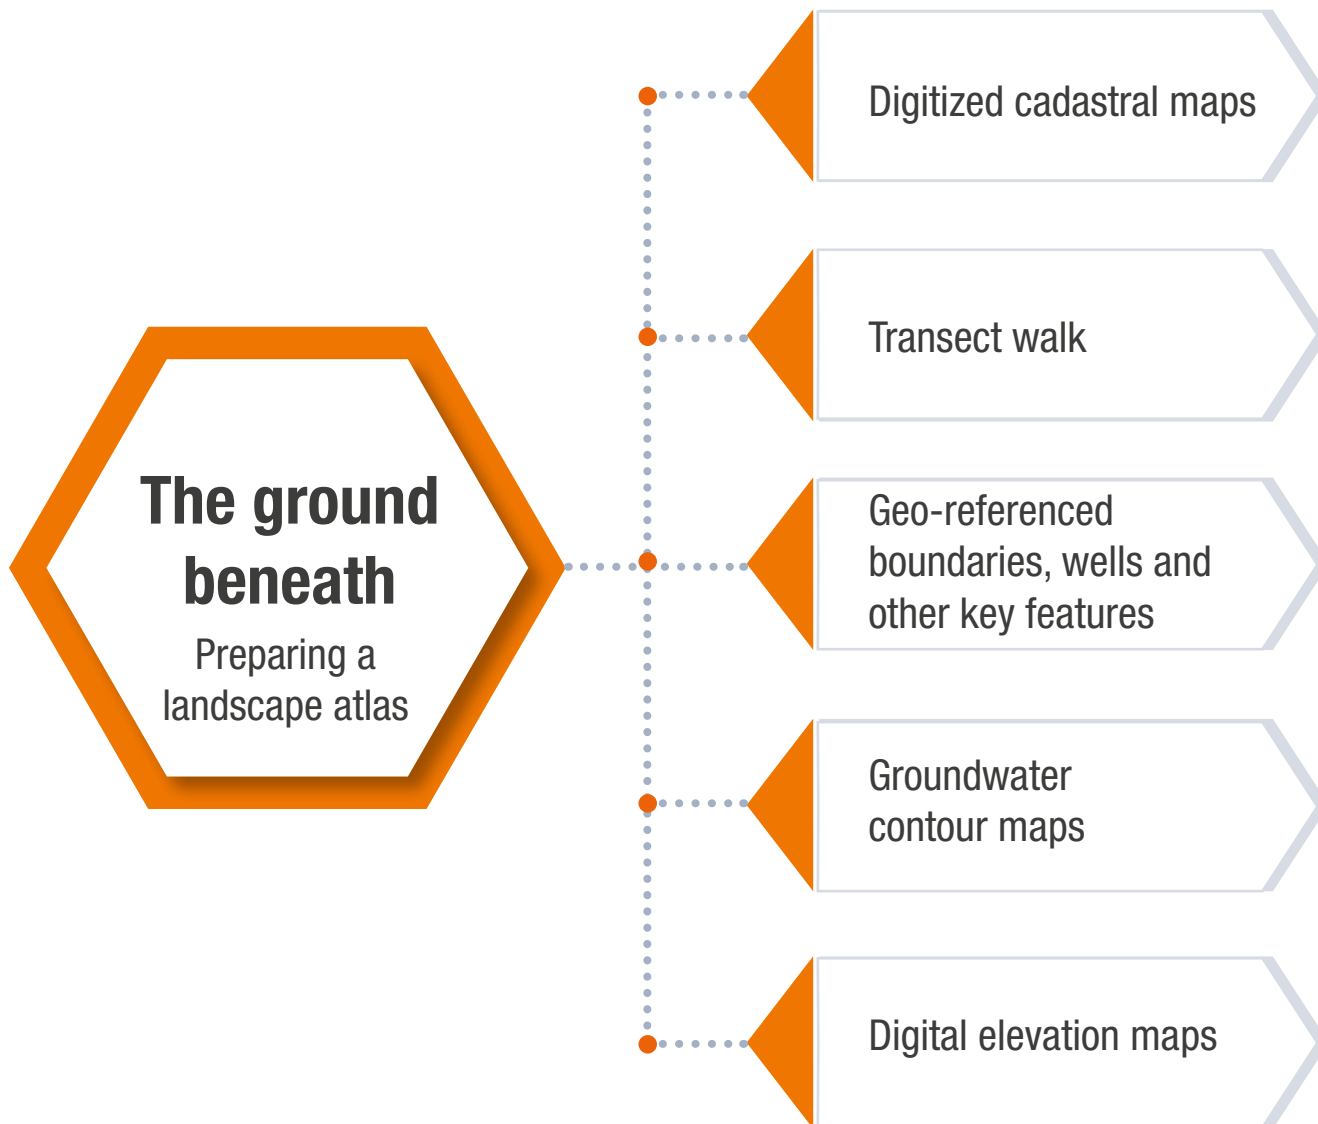 The ground
beneath
Preparing a
landscape atlas
Digitized cadastral maps
Transect walk
Geo-referenced
boundaries, wells and
other key features
Groundwater
contour maps
Digital elevation maps